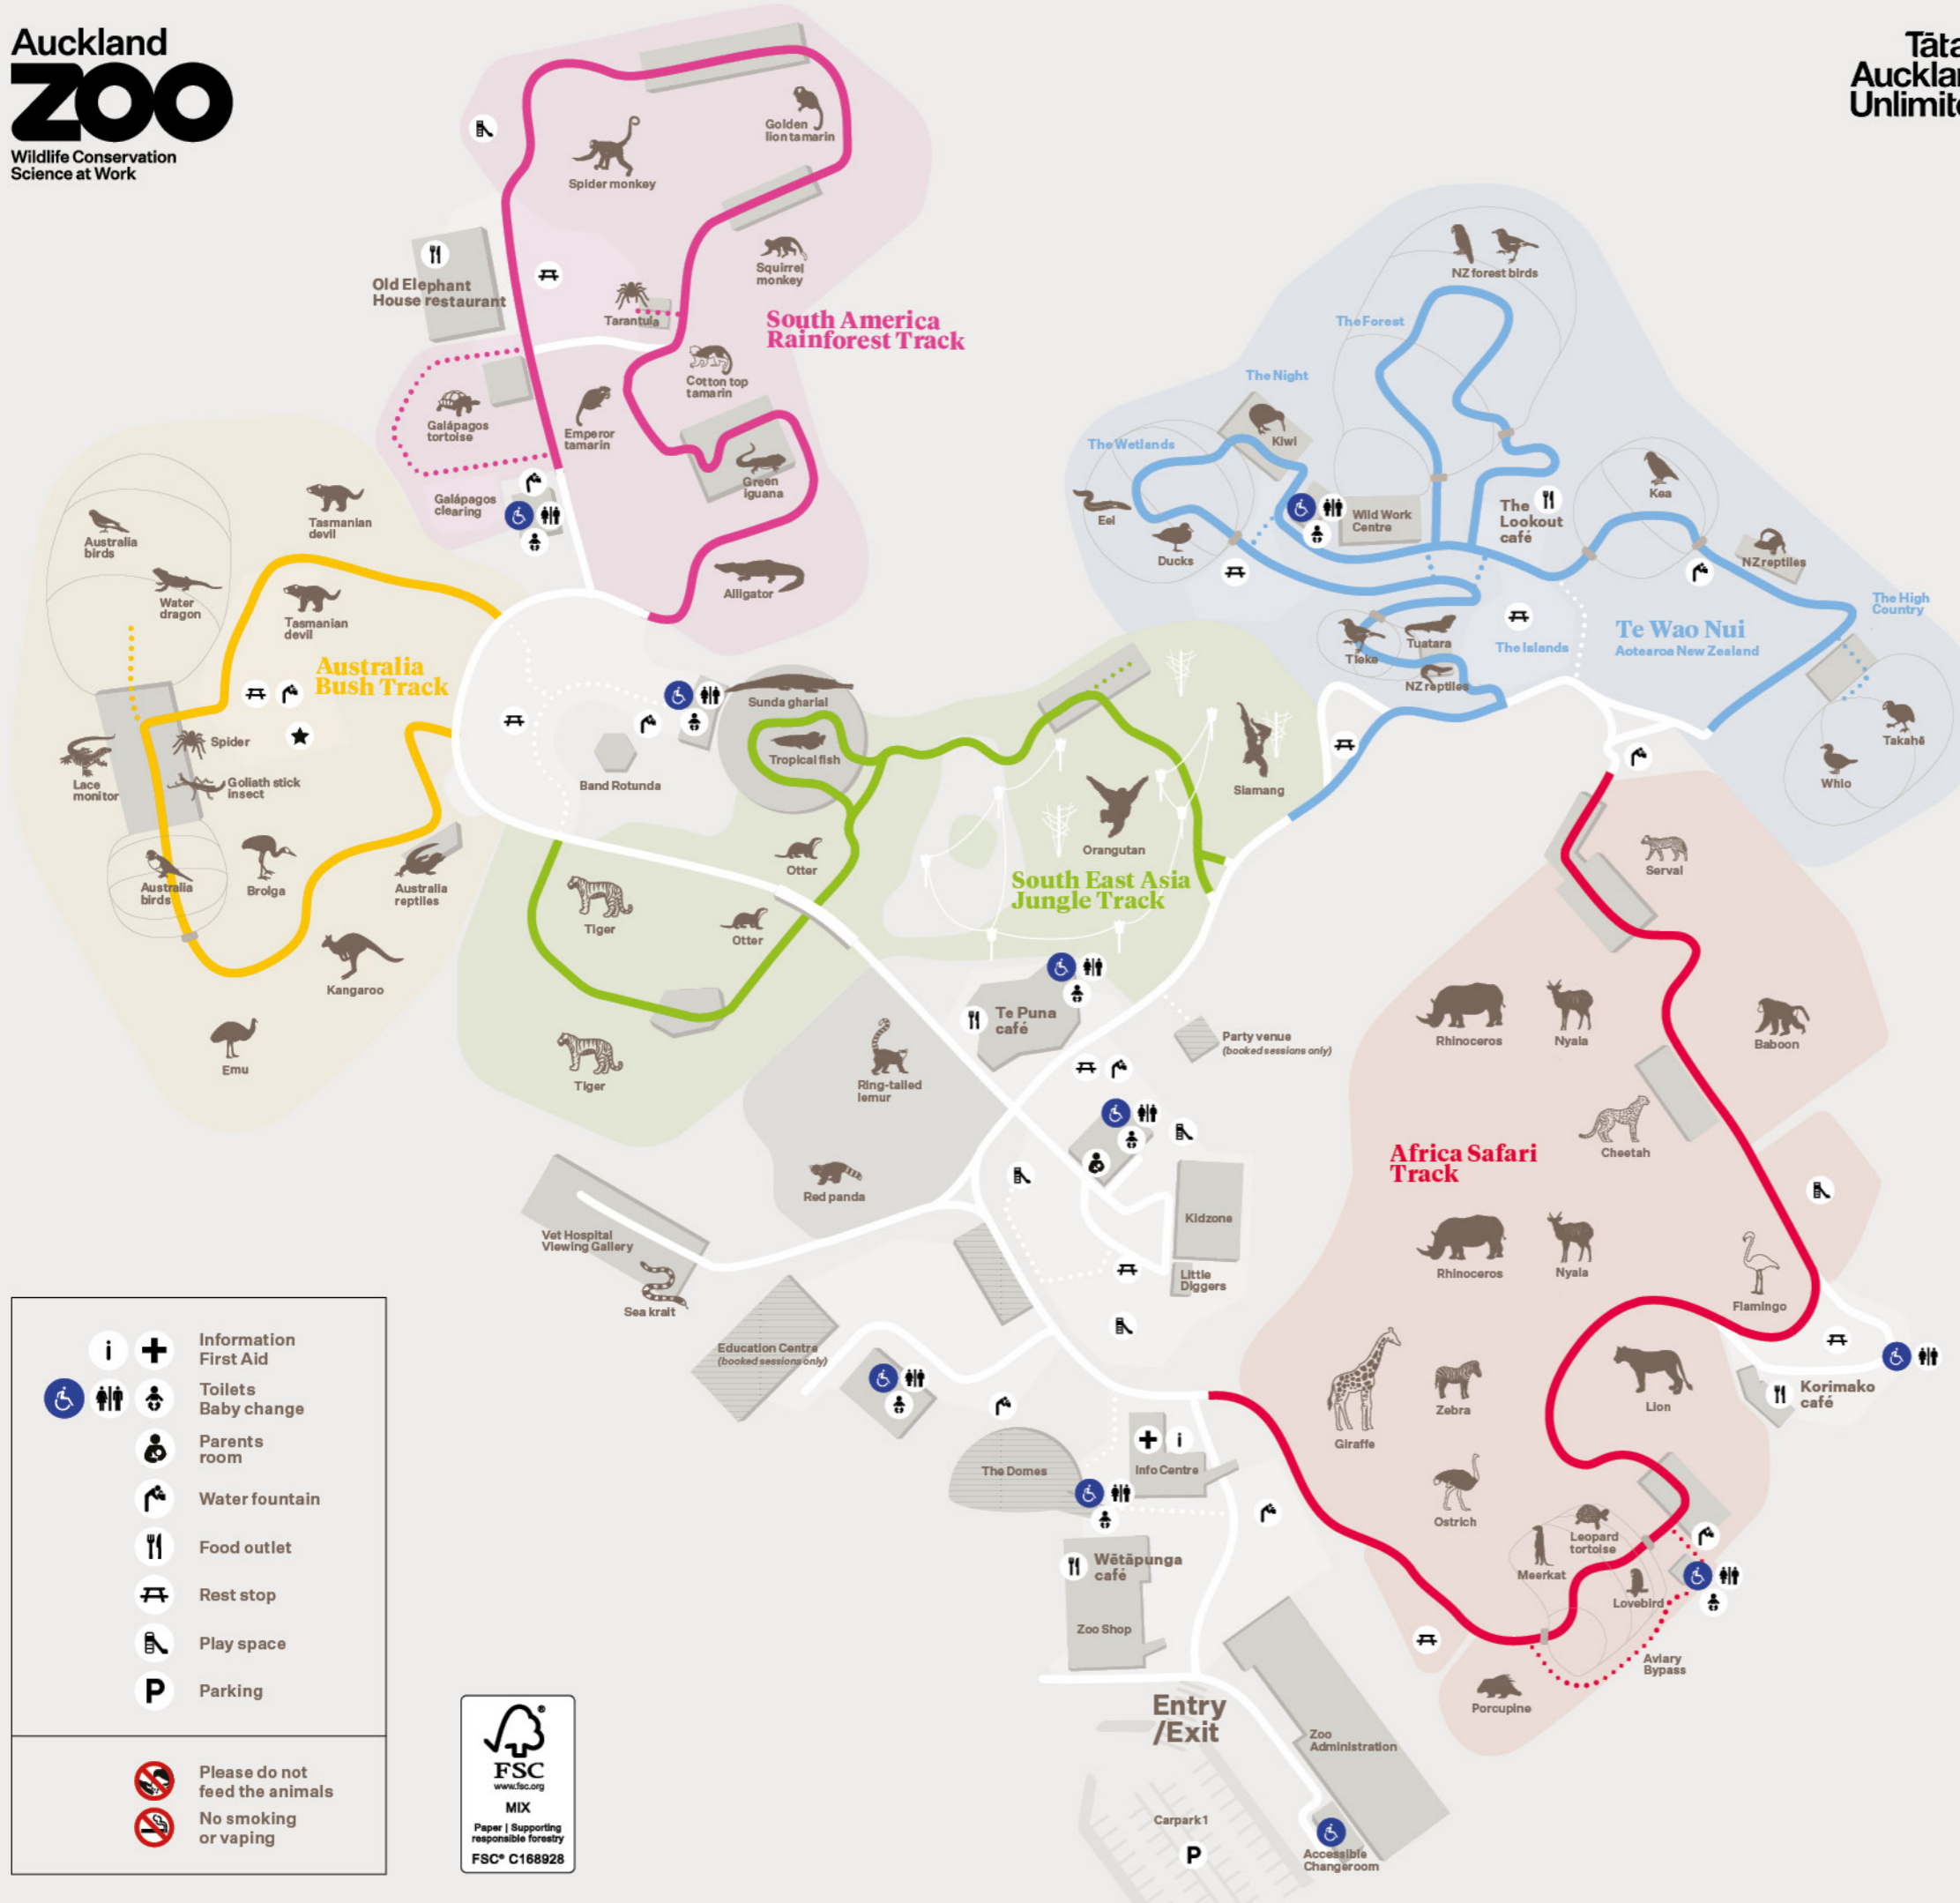 Auckland
ZOO
Wildlife Conservation
Science at Work
Unlimit
Golden
lion tamarin
Spider monkey
Old Elephant
House restaurant
Squirrel
monkey
Tarantula
South America
Rainforest Track
Cotton top
tamarin
Galápagos
tortoise
Emperor
tamarin
Green
iguana
Galápagos
clearing
Alligator
NZ forest birds
The Forest
The Night
The Wetlands
Kiwi
Eel
Ducks
Wild Work
Centre
The
Lookout
café
Kea
NZ reptiles
The High
Country
Te Wao Nui
Aotearoa New Zealand
The Islands
Tuatara
Tīeke
NZ reptiles
Takahē
Whio
Australia
birds
Tasmanian
devil
Water
dragon
Tasmanian
devil
Australia
Bush Track
Spider
Lace
monitor
Goliath stick
insect
Australia
birds
Brolga
Australia
reptiles
Kangaroo
Emu
Sunda gharial
Tropical fish
Band Rotunda
Siamang
Orangutan
Otter
South East Asia
Jungle Track
Tiger
Otter
Tiger
Te Puna
café
Party venue
(booked sessions only)
Ring-tailed
lemur
Red panda
Vet Hospital
Viewing Gallery
Sea krait
Kidzone
Little
Diggers
Education Centre
(booked sessions only)
Serval
Rhinoceros
Nyala
Baboon
Cheetah
Africa Safari
Track
Rhinoceros
Nyala
Flamingo
Giraffe
Zebra
Lion
Korimako
café
Ostrich
Leopard
tortoise
Meerkat
Lovebird
Aviary
Bypass
Porcupine
The Domes
i
Info Centre
Wētāpunga
café
Zoo Shop
Entry
/Exit
Zoo
Administration
Carpark 1
P
Accessible
Changeroom
i
Information
First Aid
Toilets
Baby change
Parents
room
Water fountain
Food outlet
Rest stop
Play space
P
Parking
Please do not
feed the animals
No smoking
or vaping
FSC
www.fsc.org
MIX
Paper | Supporting
responsible forestry
FSC® C168928